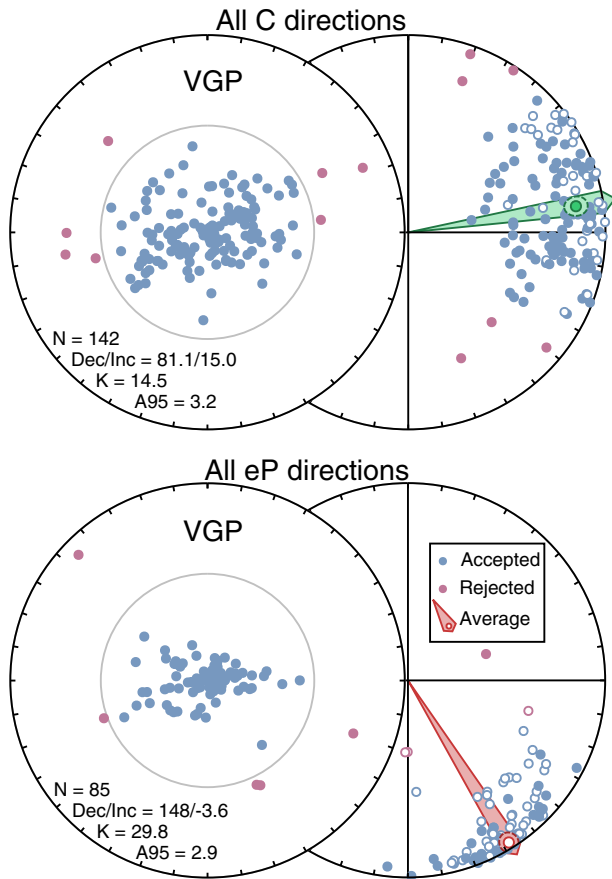 All C directions
VGP
N = 142
Dec/Inc = 81.1/15.0
K = 14.5
A95 = 3.2
All eP directions
VGP
Accepted
Rejected
Average
N = 85
Dec/Inc = 148/-3.6
K = 29.8
A95 = 2.9